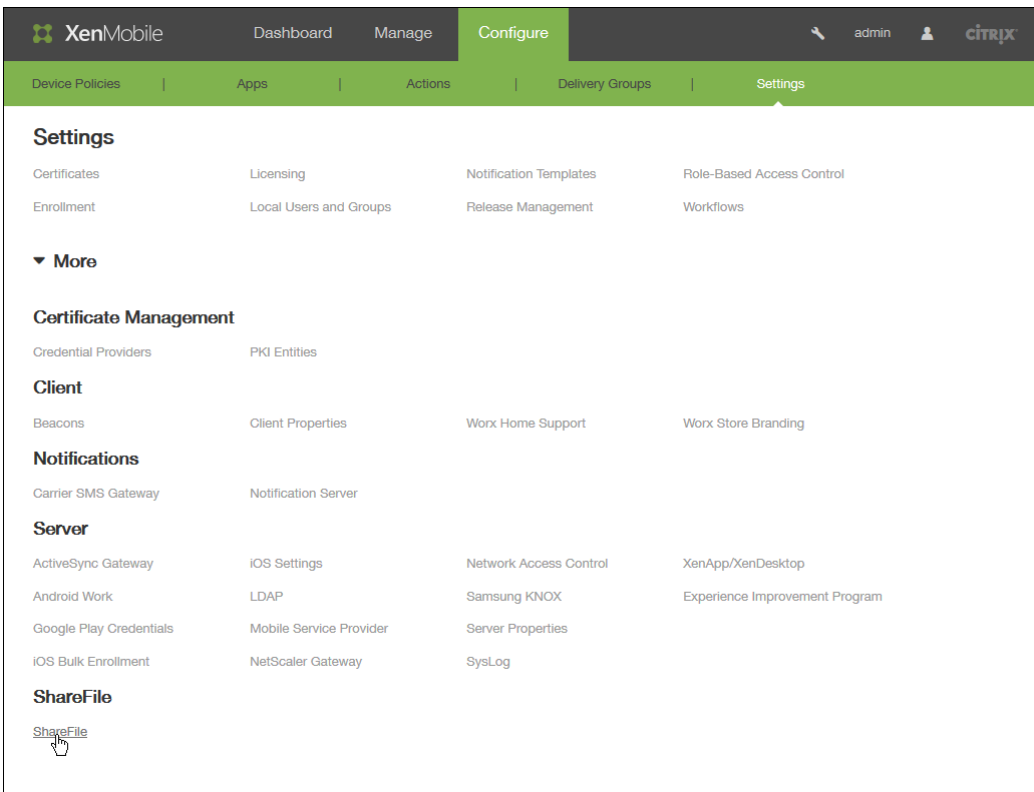 XenMobile Dashboard Manage Configure admin CITRIX
Device Policies | Apps | Actions | Delivery Groups | Settings
Settings
Certificates Licensing Notification Templates Role-Based Access Control
Enrollment Local Users and Groups Release Management Workflows
More
Certificate Management
Credential Providers PKI Entities
Client
Beacons Client Properties Worx Home Support Worx Store Branding
Notifications
Carrier SMS Gateway Notification Server
Server
ActiveSync Gateway iOS Settings Network Access Control XenApp/XenDesktop
Android Work LDAP Samsung KNOX Experience Improvement Program
Google Play Credentials Mobile Service Provider Server Properties
iOS Bulk Enrollment NetScaler Gateway SysLog
ShareFile
ShareFile